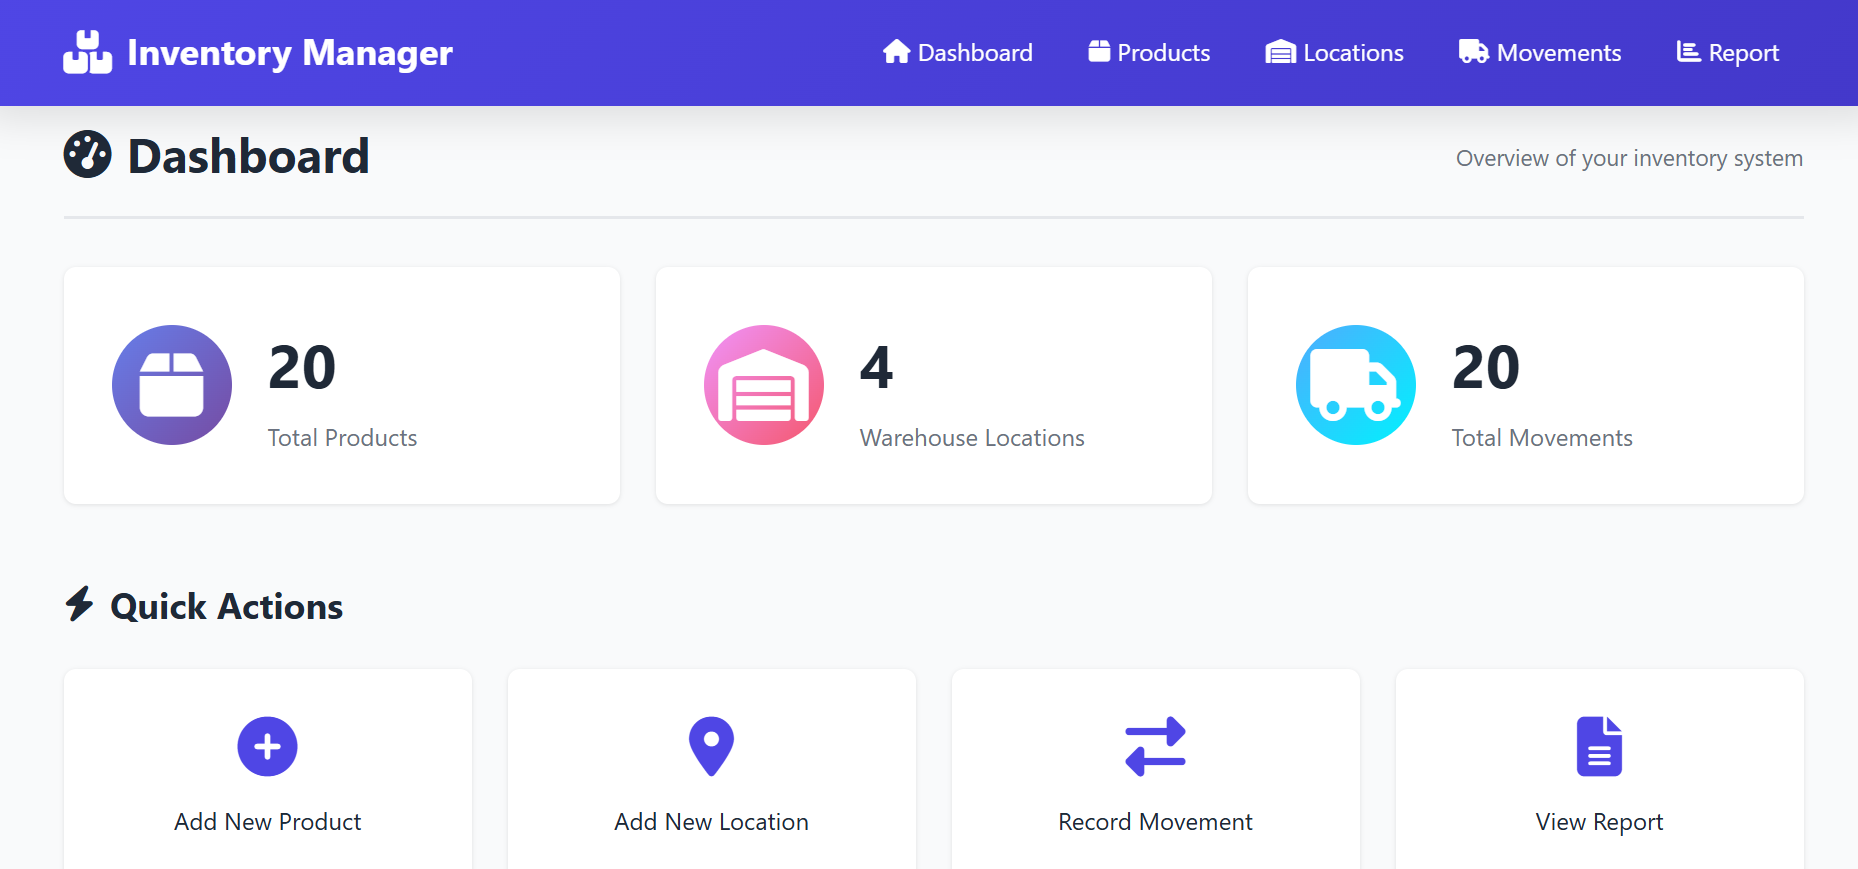 Inventory Manager
Dashboard
Products
Locations
Movements
Report
Dashboard
Overview of your inventory system
20
Total Products
4
Warehouse Locations
20
Total Movements
Quick Actions
Add New Product
Add New Location
Record Movement
View Report